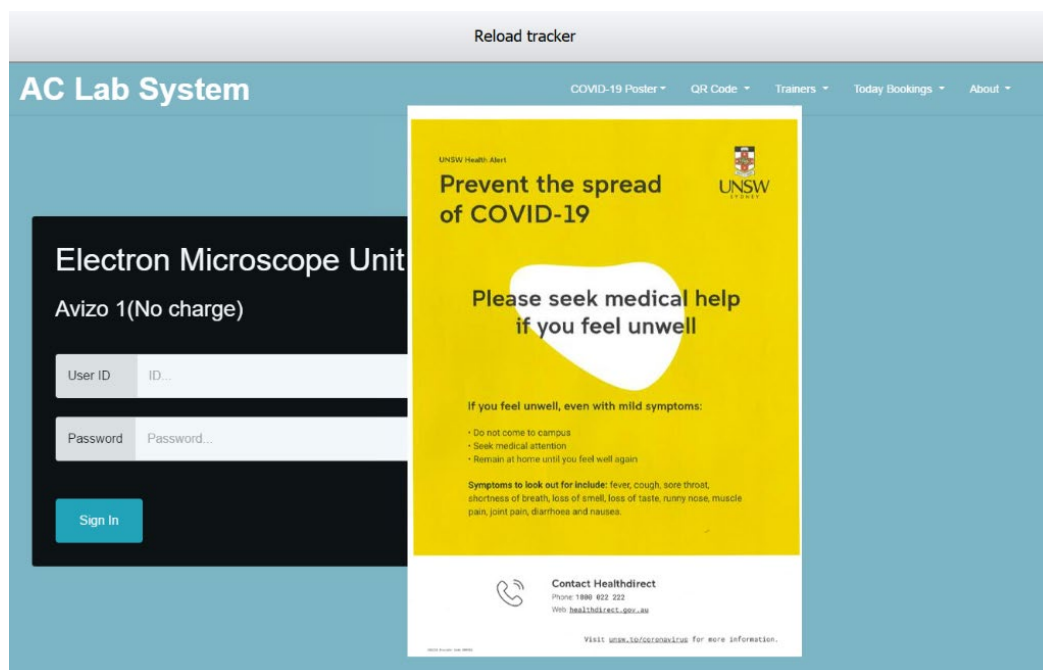 Reload tracker
AC Lab System
COVID-19 Poster
QR Code
Trainers
Today Bookings
About
Electron Microscope Unit
Avizo 1(No charge)
User ID
ID...
Password
Password...
Sign In
UNSW Health Alert
Prevent the spread
of COVID-19
UNSW
SYDNEY
Please seek medical help
if you feel unwell
If you feel unwell, even with mild symptoms:
• Do not come to campus
• Seek medical attention
• Remain at home until you feel well again
Symptoms to look out for include: fever, cough, sore throat,
shortness of breath, loss of smell, loss of taste, runny nose, muscle
pain, joint pain, diarrhoea and nausea.
Contact Healthdirect
Phone: 1800 022 222
Web: healthdirect.gov.au
Visit unsw.to/coronavirus for more information.